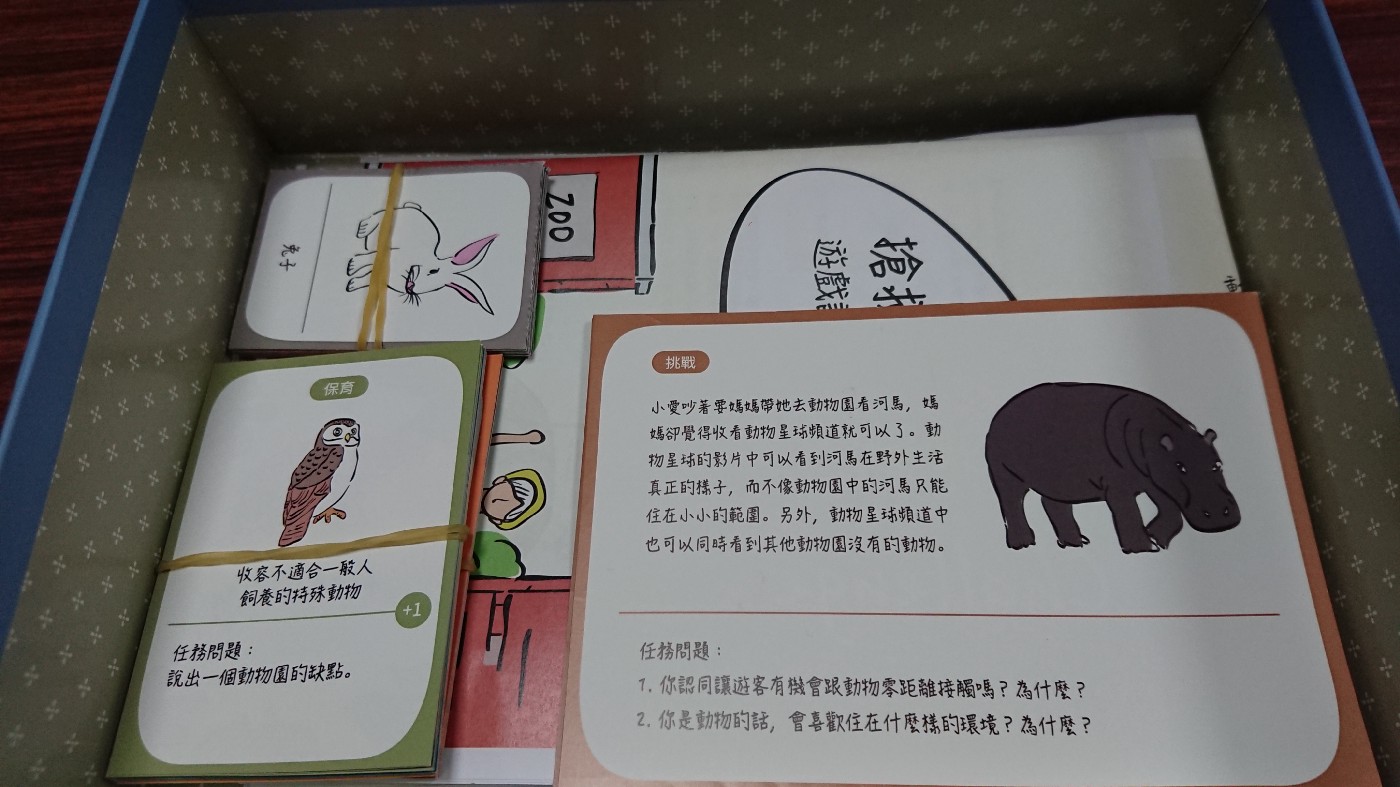 兔子
ZOO
搶救
遊戲
保育
收容不適合一般人
飼養的特殊動物
+1
任務問題：
說出一個動物園的缺點。
挑戰
小愛吵著要媽媽帶她去動物園看河馬，媽
媽卻覺得收看動物星球頻道就可以了。動
物星球的影片中可以看到河馬在野外生活
真正的樣子，而不像動物園中的河馬只能
住在小小的範圍。另外，動物星球頻道中
也可以同時看到其他動物園沒有的動物。
任務問題：
1. 你認同讓遊客有機會跟動物零距離接觸嗎？為什麼？
2. 你是動物的話，會喜歡住在什麼樣的環境？為什麼？